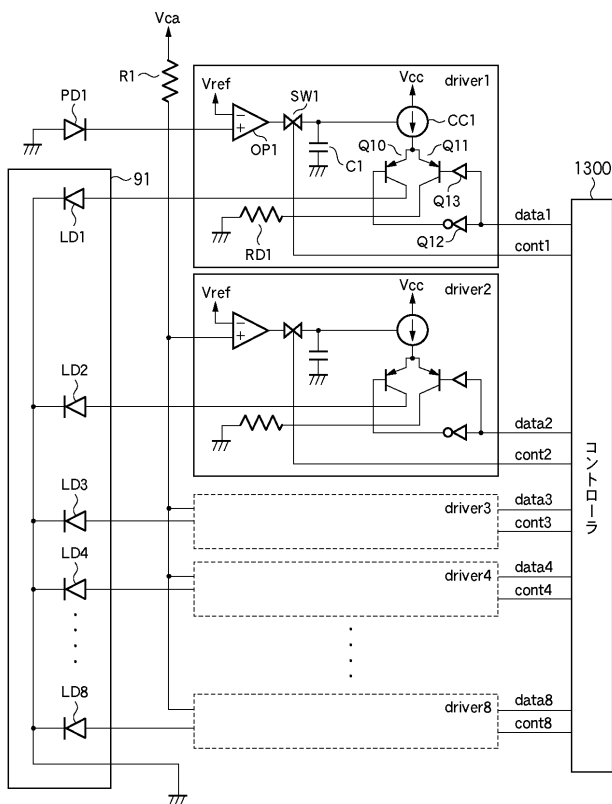 Vca
R1
PD1
Vref
SW1
Vcc
driver1
OP1
CC1
C1
Q10
Q11
Q13
Q12
RD1
91
LD1
data1
cont1
1300
Vref
Vcc
driver2
LD2
data2
cont2
コントローラ
LD3
driver3
data3
cont3
LD4
driver4
data4
cont4
LD8
driver8
data8
cont8